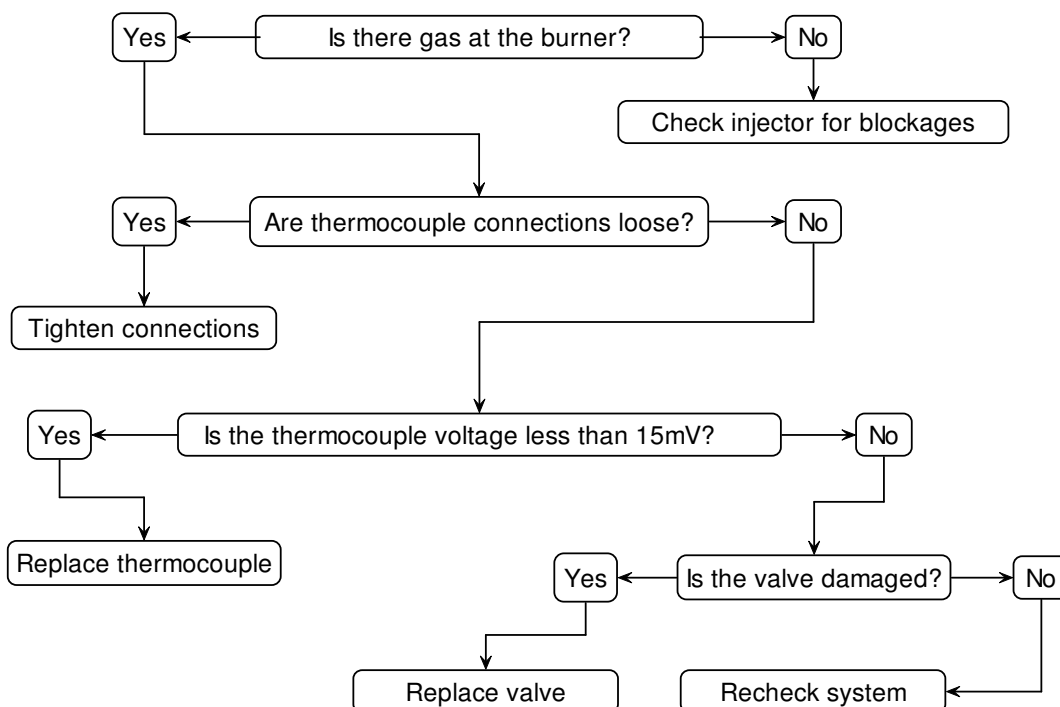 Yes
Is there gas at the burner?
No
Check injector for blockages
Yes
Are thermocouple connections loose?
No
Tighten connections
Yes
Is the thermocouple voltage less than 15mV?
No
Replace thermocouple
Yes
Is the valve damaged?
No
Replace valve
Recheck system